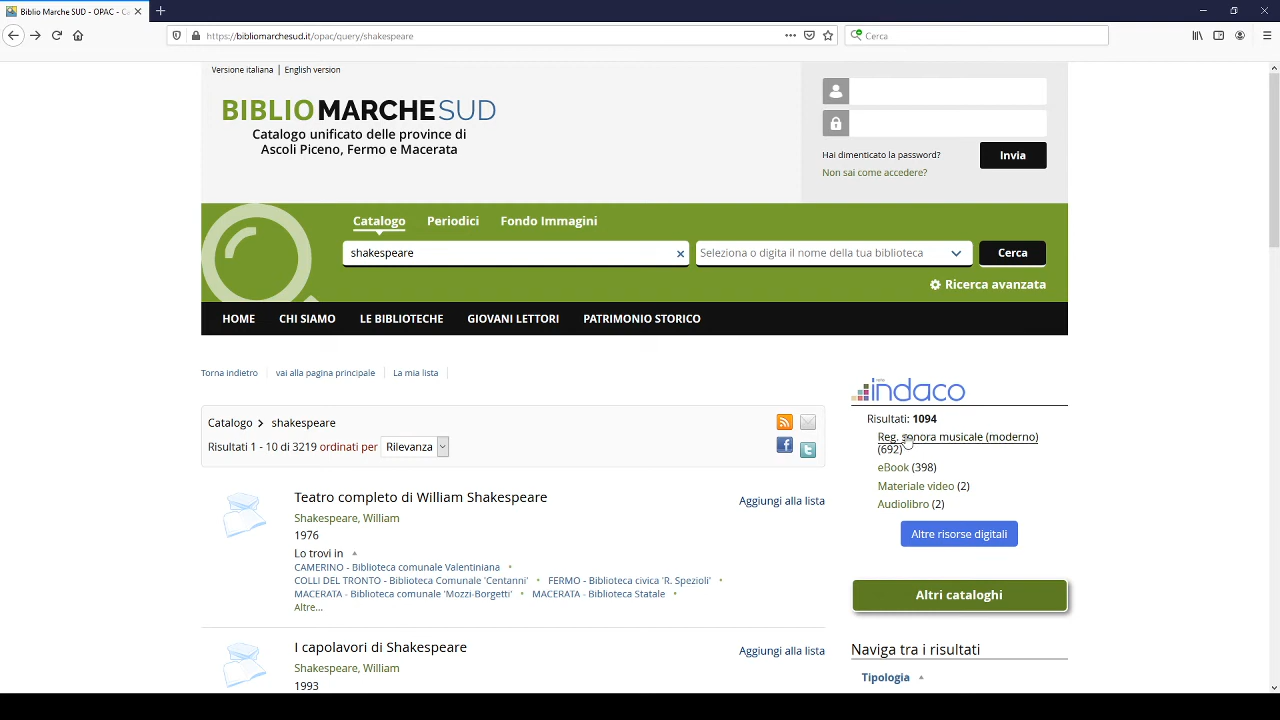 Biblio Marche SUD - OPAC - Ca
https://bibliomarchesud.it/opac/query/shakespeare
Cerca
Versione italiana | English version
BIBLIOMARCHESUD
Catalogo unificato delle province di
Ascoli Piceno, Fermo e Macerata
Hai dimenticato la password?
Invia
Non sai come accedere?
Catalogo Periodici Fondo Immagini
shakespeare
Seleziona o digita il nome della tua biblioteca
Cerca
Ricerca avanzata
HOME CHI SIAMO LE BIBLIOTECHE GIOVANI LETTORI PATRIMONIO STORICO
Torna indietro vai alla pagina principale La mia lista
Catalogo > shakespeare
Risultati 1 - 10 di 3219 ordinati per Rilevanza
Teatro completo di William Shakespeare
Aggiungi alla lista
Shakespeare, William
1976
Lo trovi in
CAMERINO - Biblioteca comunale Valentiniana •
COLLI DEL TRONTO - Biblioteca Comunale 'Centanni' • FERMO - Biblioteca civica 'R. Spezioli' •
MACERATA - Biblioteca comunale 'Mozzi-Borgetti' • MACERATA - Biblioteca Statale •
Altre...
I capolavori di Shakespeare
Aggiungi alla lista
Shakespeare, William
1993
indaco
Risultati: 1094
Reg. sonora musicale (moderno)
(692)
eBook (398)
Materiale video (2)
Audiolibro (2)
Altre risorse digitali
Altri cataloghi
Naviga tra i risultati
Tipologia